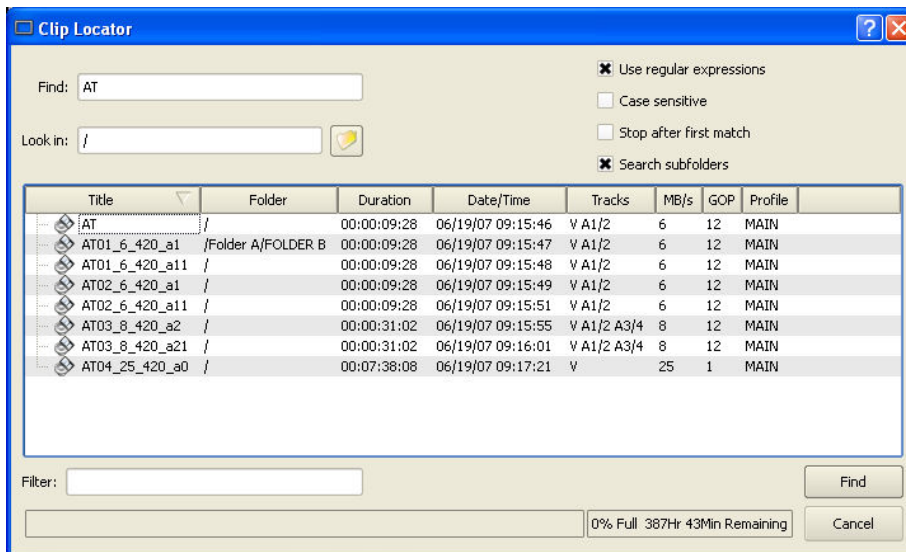 Clip Locator
Find: AT
Use regular expressions
Case sensitive
Look in: /
Stop after first match
Search subfolders
Title Folder Duration Date/Time Tracks MB/s GOP Profile
AT / 00:00:09:28 06/19/07 09:15:46 V A1/2 6 12 MAIN
AT01_6_420_a1 /Folder A/FOLDER B 00:00:09:28 06/19/07 09:15:47 V A1/2 6 12 MAIN
AT01_6_420_a11 / 00:00:09:28 06/19/07 09:15:48 V A1/2 6 12 MAIN
AT02_6_420_a1 / 00:00:09:28 06/19/07 09:15:49 V A1/2 6 12 MAIN
AT02_6_420_a11 / 00:00:09:28 06/19/07 09:15:51 V A1/2 6 12 MAIN
AT03_8_420_a2 / 00:00:31:02 06/19/07 09:15:55 V A1/2 A3/4 8 12 MAIN
AT03_8_420_a21 / 00:00:31:02 06/19/07 09:16:01 V A1/2 A3/4 8 12 MAIN
AT04_25_420_a0 / 00:07:38:08 06/19/07 09:17:21 V 25 1 MAIN
Filter:
Find
0% Full 387Hr 43Min Remaining
Cancel